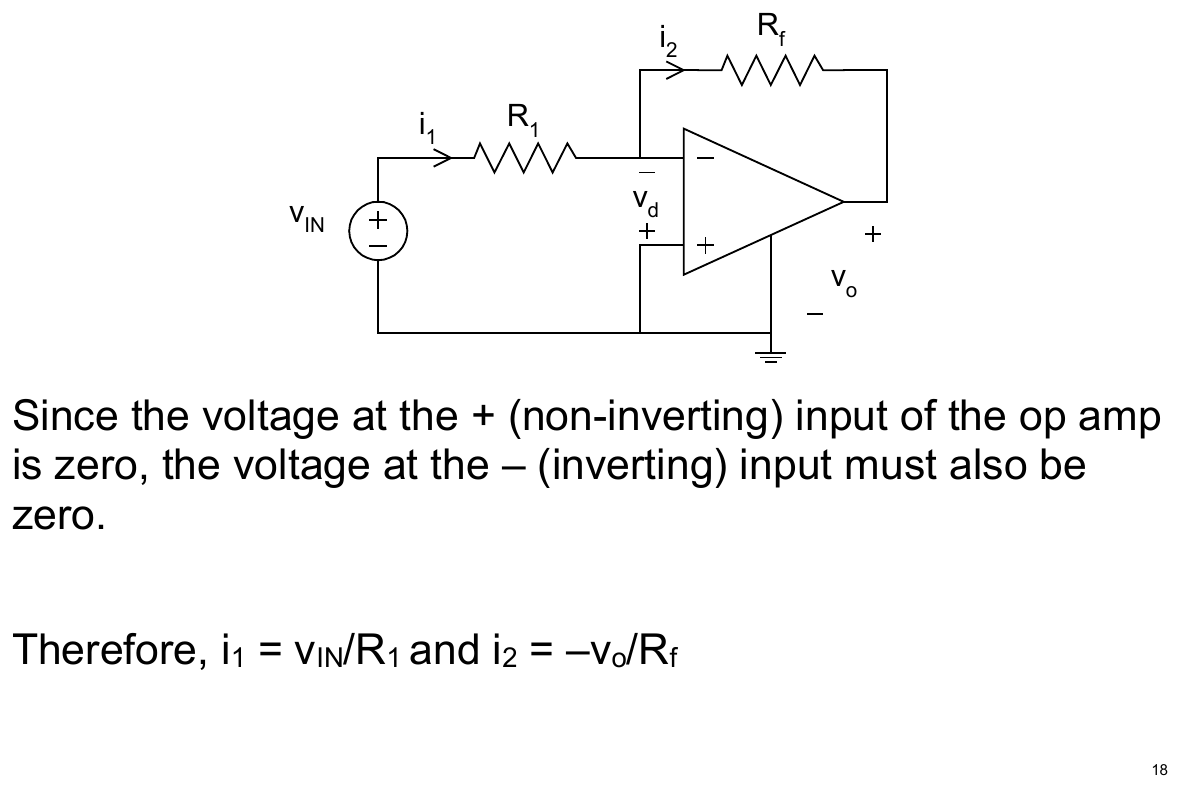 i2
Rf
i1
R1
–
–
vd
vIN
+
–
+
+
+
vo
–
Since the voltage at the + (non-inverting) input of the op amp
is zero, the voltage at the – (inverting) input must also be
zero.
Therefore, i1 = vIN/R1 and i2 = –vo/Rf
18